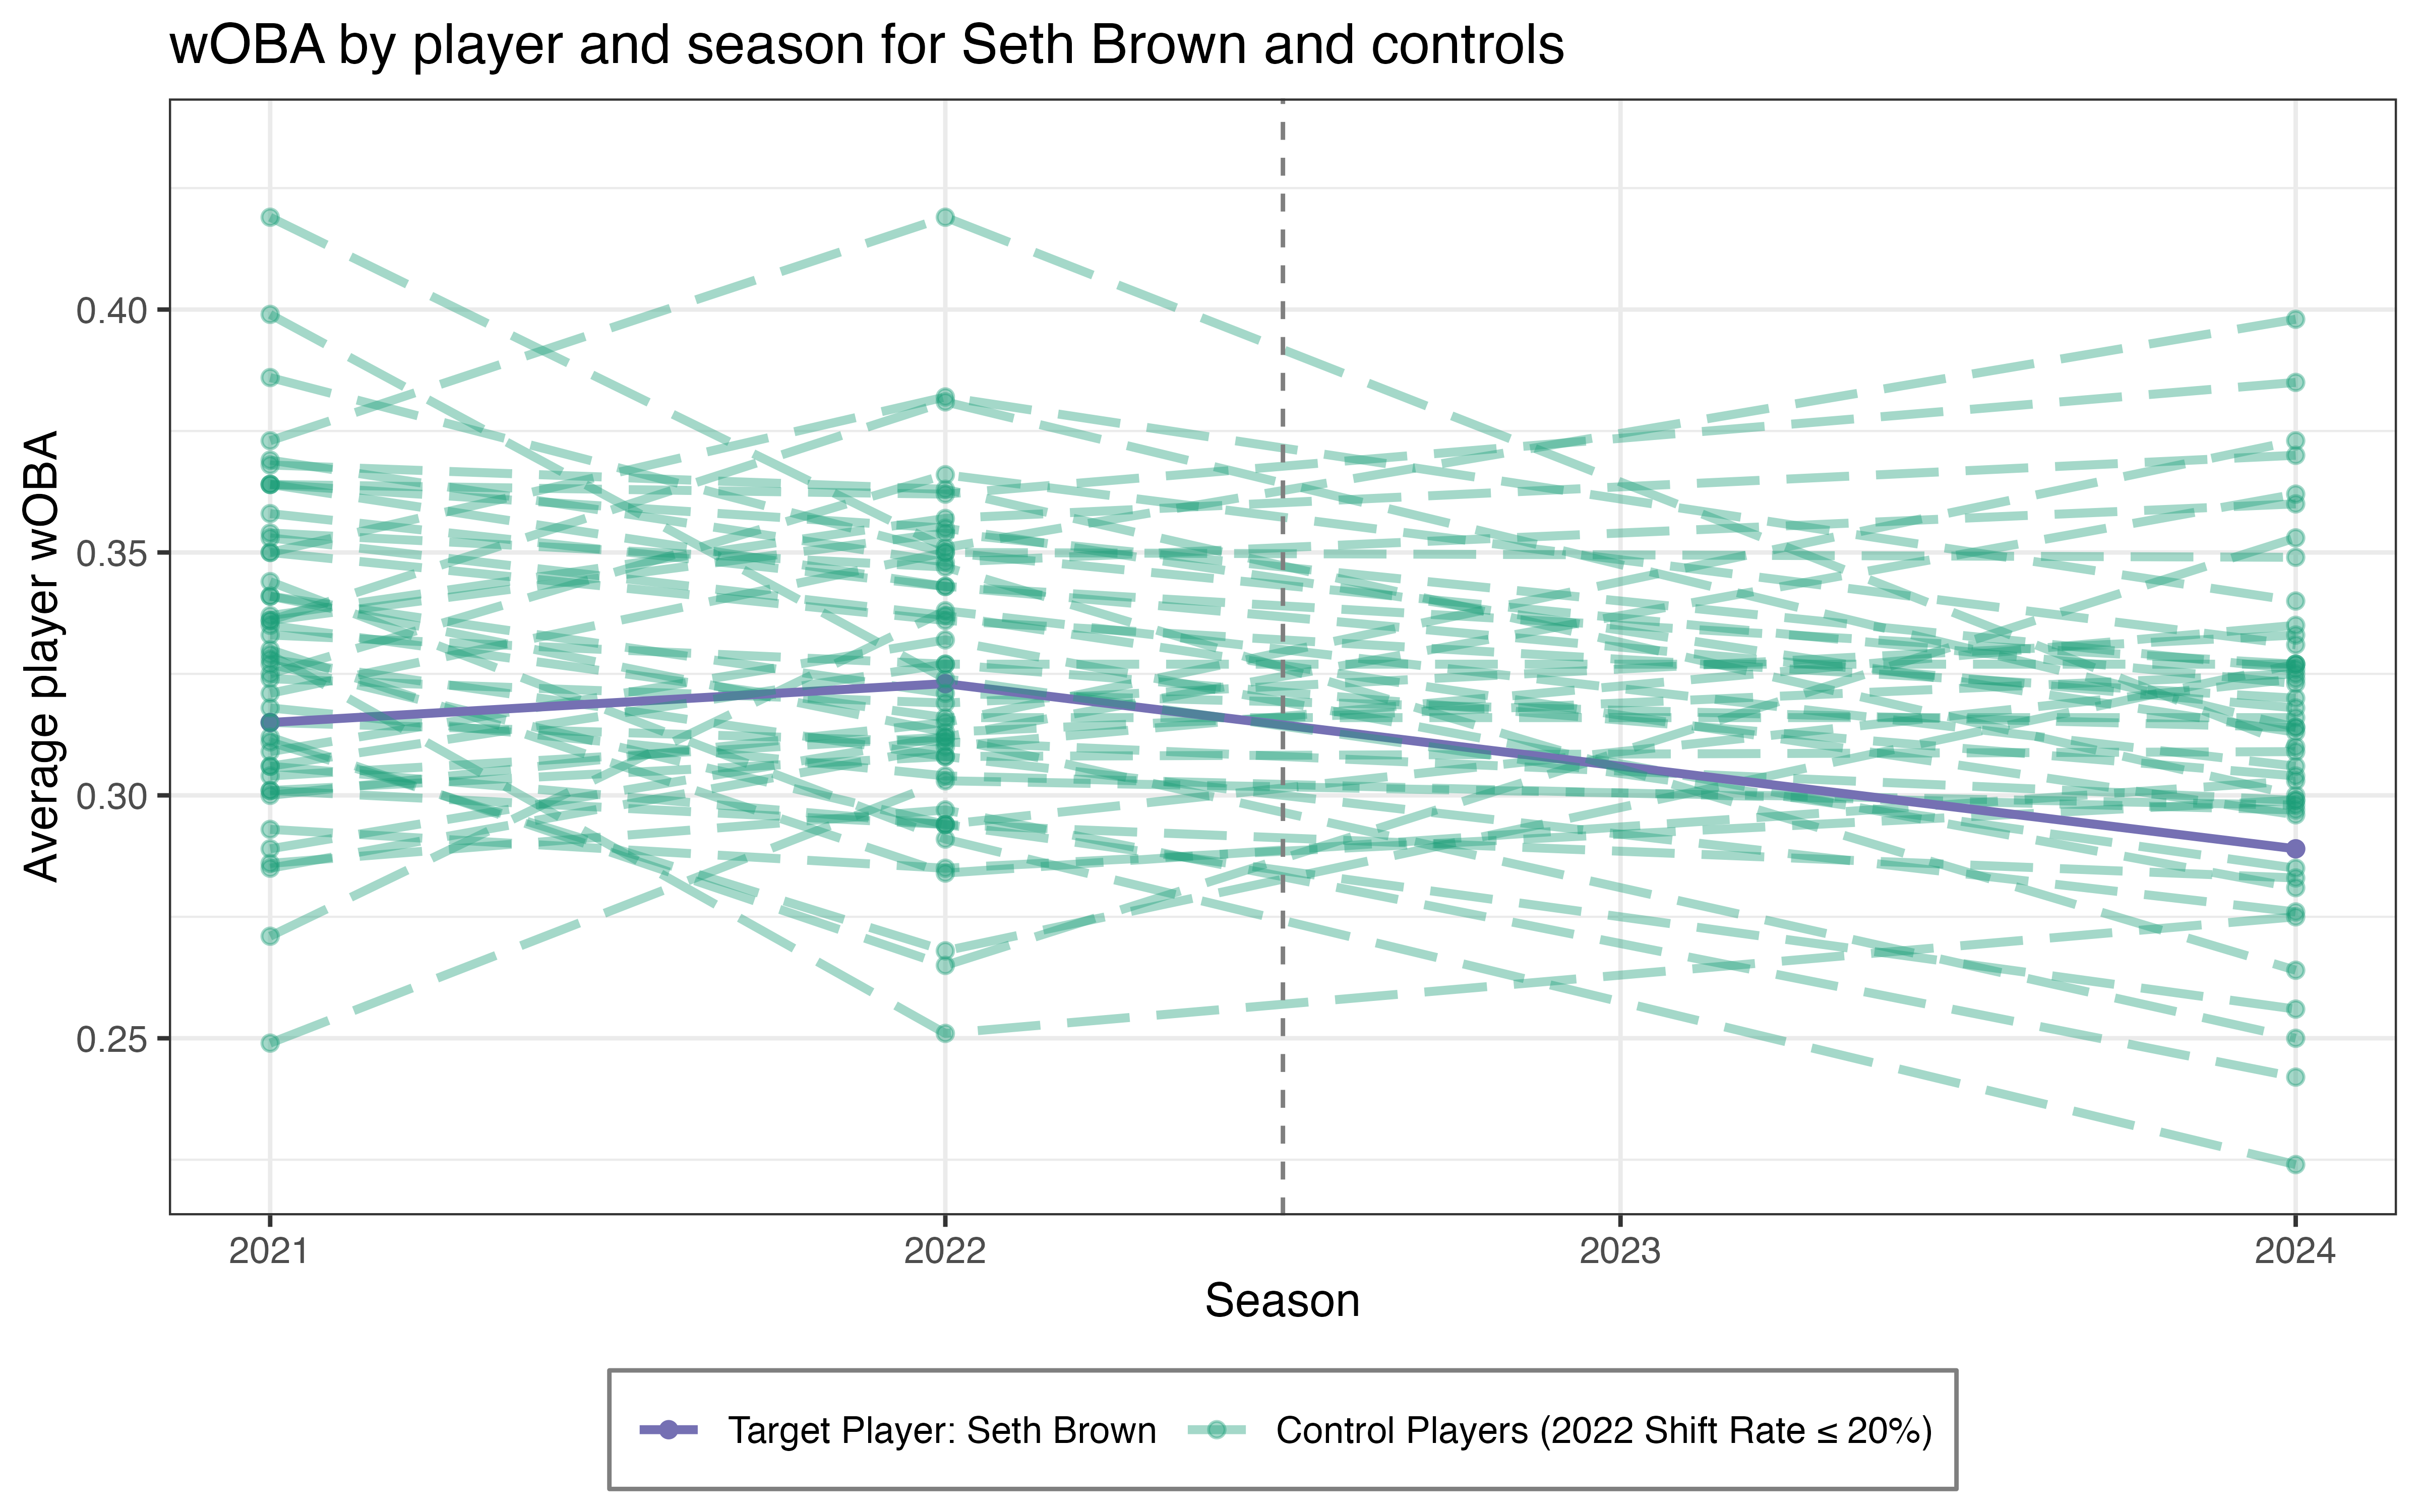 wOBA by player and season for Seth Brown and controls
Average player wOBA
0.40
0.35
0.30
0.25
2021 2022 2023 2024
Season
Target Player: Seth Brown Control Players (2022 Shift Rate ≤ 20%)